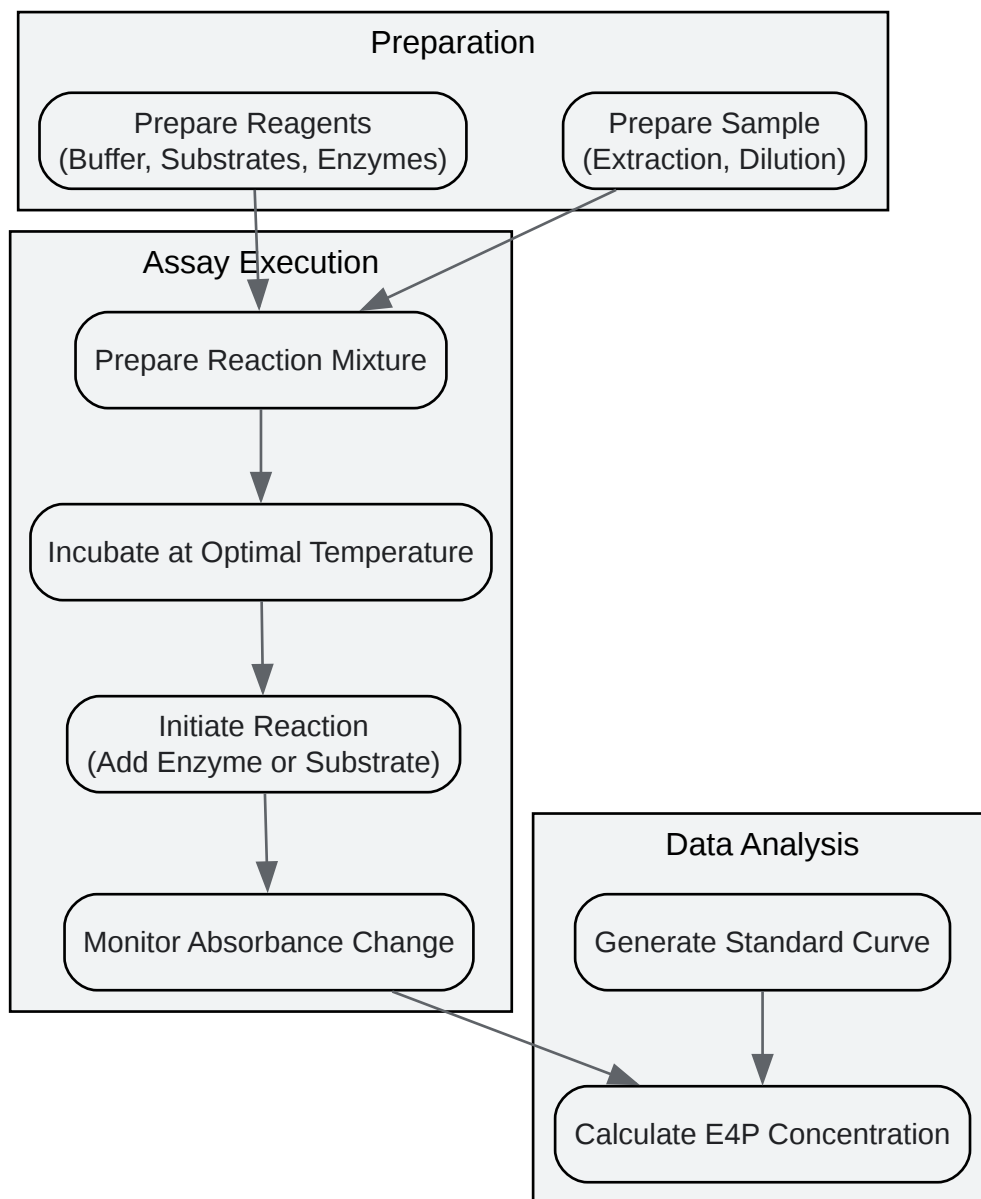 Preparation
Prepare Reagents
(Buffer, Substrates, Enzymes)
Prepare Sample
(Extraction, Dilution)
Assay Execution
Prepare Reaction Mixture
Incubate at Optimal Temperature
Initiate Reaction
(Add Enzyme or Substrate)
Monitor Absorbance Change
Data Analysis
Generate Standard Curve
Calculate E4P Concentration